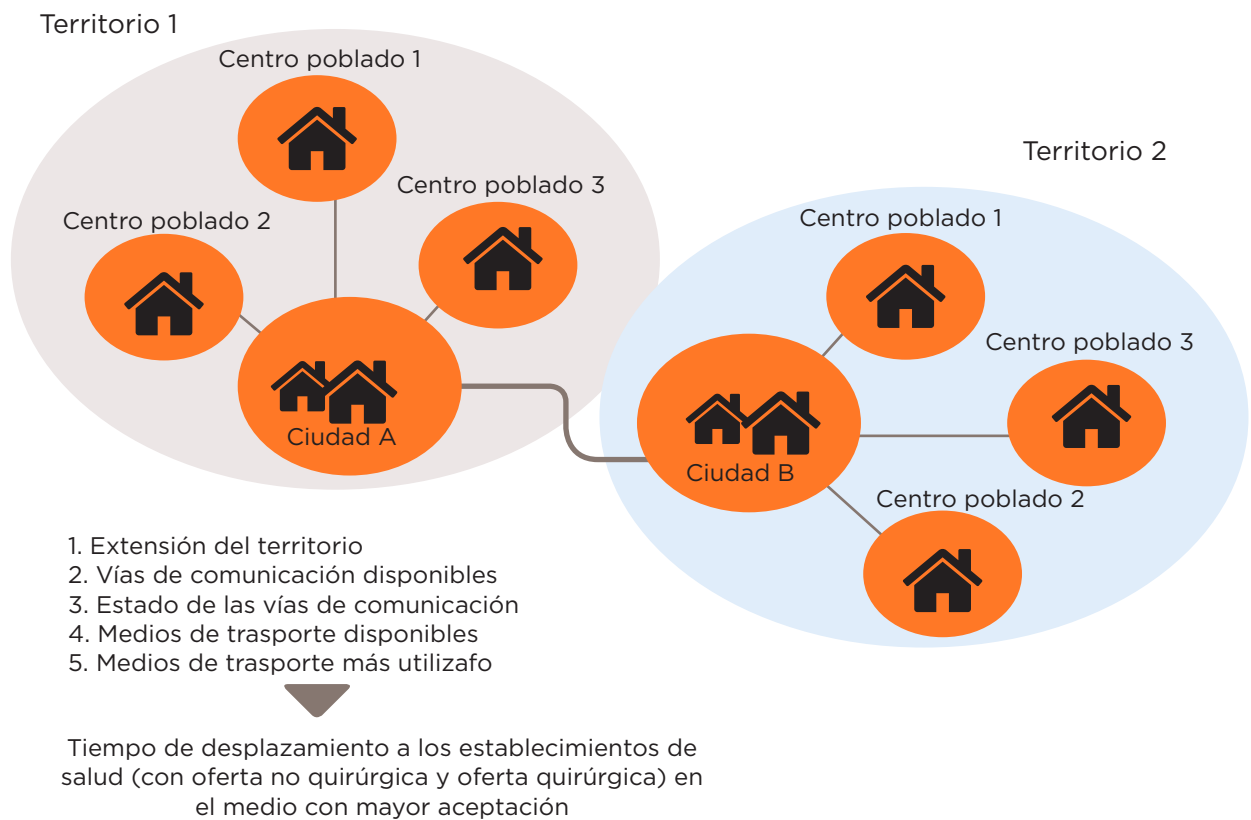 Territorio 1
Centro poblado 1
Centro poblado 3
Centro poblado 2
Ciudad A
Territorio 2
Centro poblado 1
Centro poblado 3
Ciudad B
Centro poblado 2
1. Extensión del territorio
2. Vías de comunicación disponibles
3. Estado de las vías de comunicación
4. Medios de trasporte disponibles
5. Medios de trasporte más utilizafo
Tiempo de desplazamiento a los establecimientos de
salud (con oferta no quirúrgica y oferta quirúrgica) en
el medio con mayor aceptación